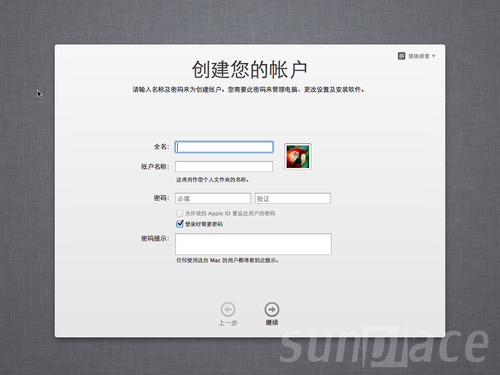 简体拼音
创建您的帐户
请输入名称及密码来为创建帐户。您需要此密码来管理电脑、更改设置及安装软件。
全名:
帐户名称:
这将用作您个人文件夹的名称。
密码: 必填 验证
允许我的 Apple ID 重设此用户的密码
登录时需要密码
密码提示:
任何使用这台 Mac 的用户都将看到此提示。
上一步 继续
sunplace